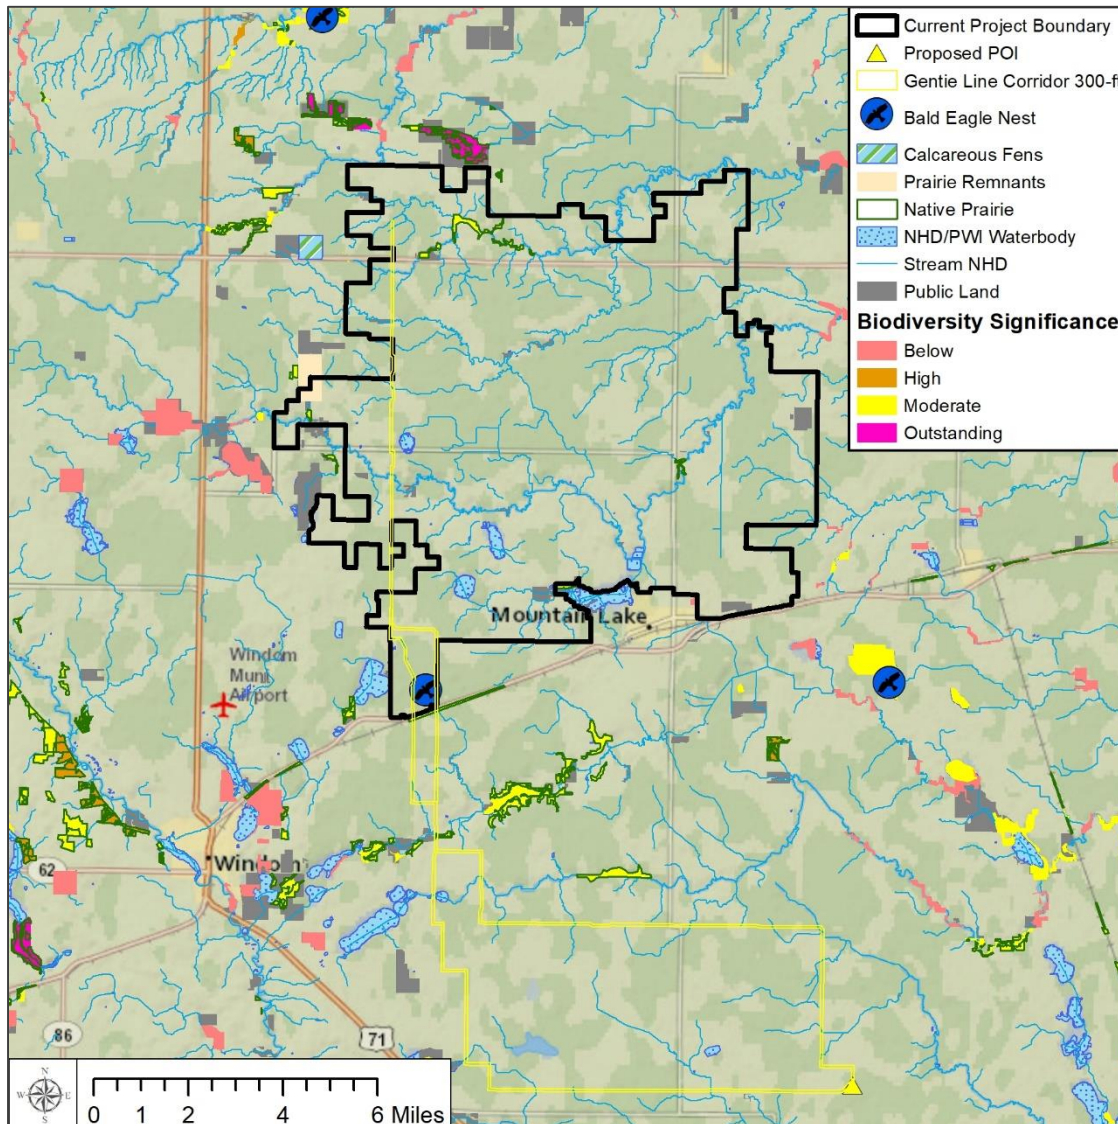 Current Project Boundary
Proposed POI
Gentie Line Corridor 300-f
Bald Eagle Nest
Calcareous Fens
Prairie Remnants
Native Prairie
NHD/PWI Waterbody
Stream NHD
Public Land
Biodiversity Significance
Below
High
Moderate
Outstanding
Mountain Lake
Windom
Muni
Airport
Windom
62
86
71
N
W E
S
0 1 2 4 6 Miles